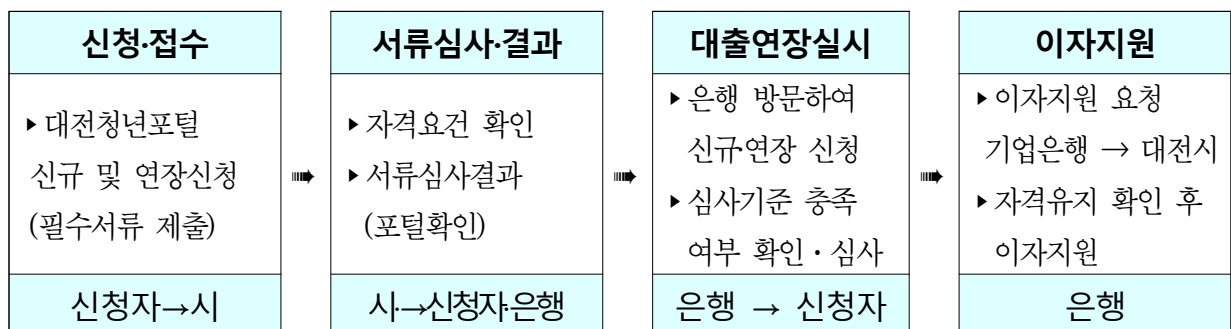 신청·접수
▸대전청년포털
신규 및 연장신청
(필수서류 제출)
신청자→시
➠
서류심사·결과
▸자격요건 확인
▸서류심사결과
(포털확인)
시→신청자·은행
➠
대출연장실시
▸은행 방문하여
신규·연장 신청
▸심사기준 충족
여부 확인·심사
은행 → 신청자
➠
이자지원
▸이자지원 요청
기업은행 → 대전시
▸자격유지 확인 후
이자지원
은행